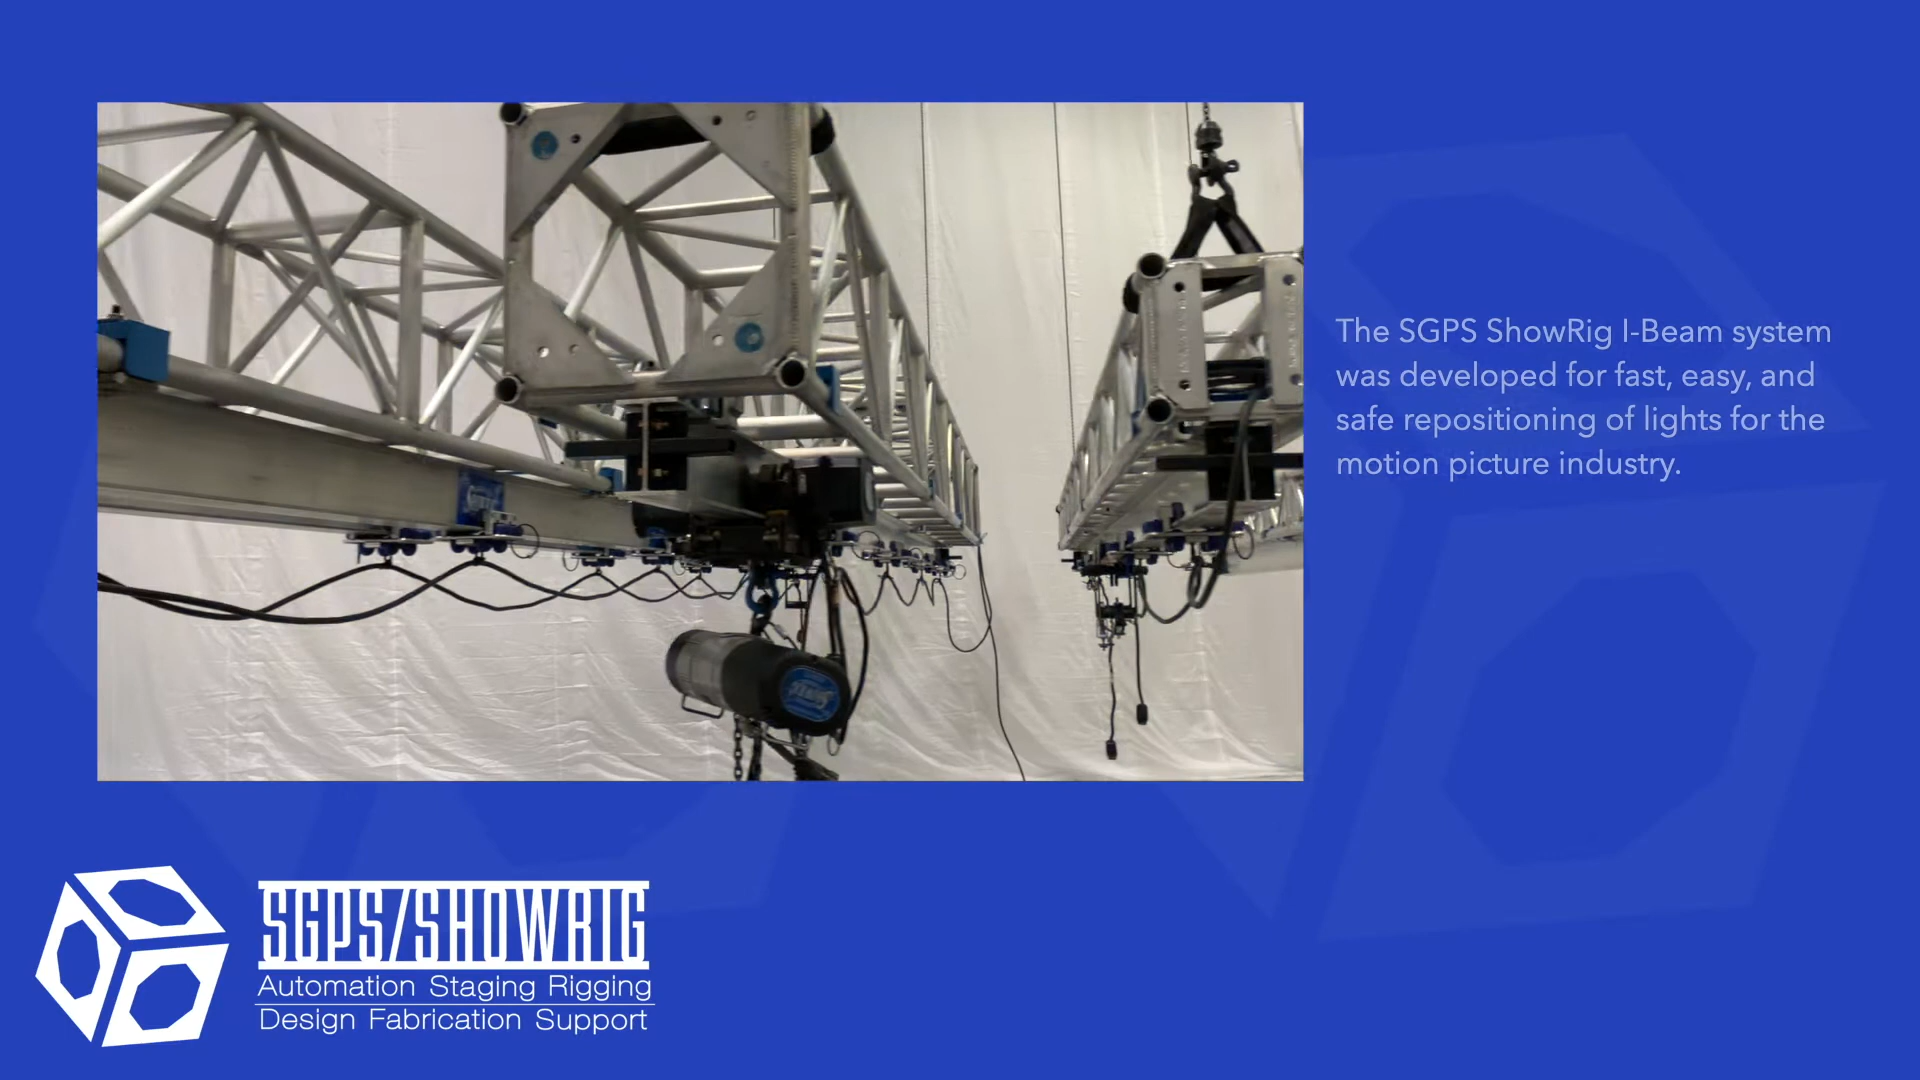 The SGPS ShowRig I-Beam system
was developed for fast, easy, and
safe repositioning of lights for the
motion picture industry.
SGPS/SHOWRIG
Automation Staging Rigging
Design Fabrication Support